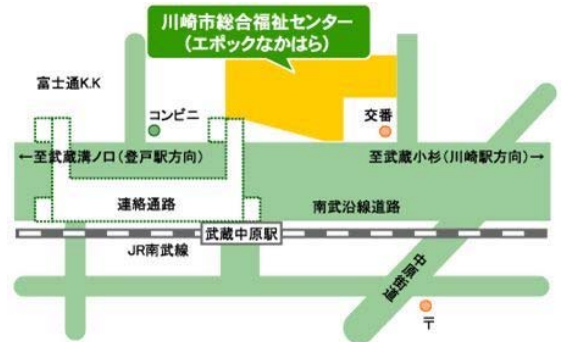 川崎市総合福祉センター
(エポックなかはら)
富士通K.K
コンビニ
交番
←至武蔵溝ノ口(登戸駅方向)
至武蔵小杉(川崎駅方向)→
連絡通路
南武沿線道路
武蔵中原駅
JR南武線
中原街道
〒